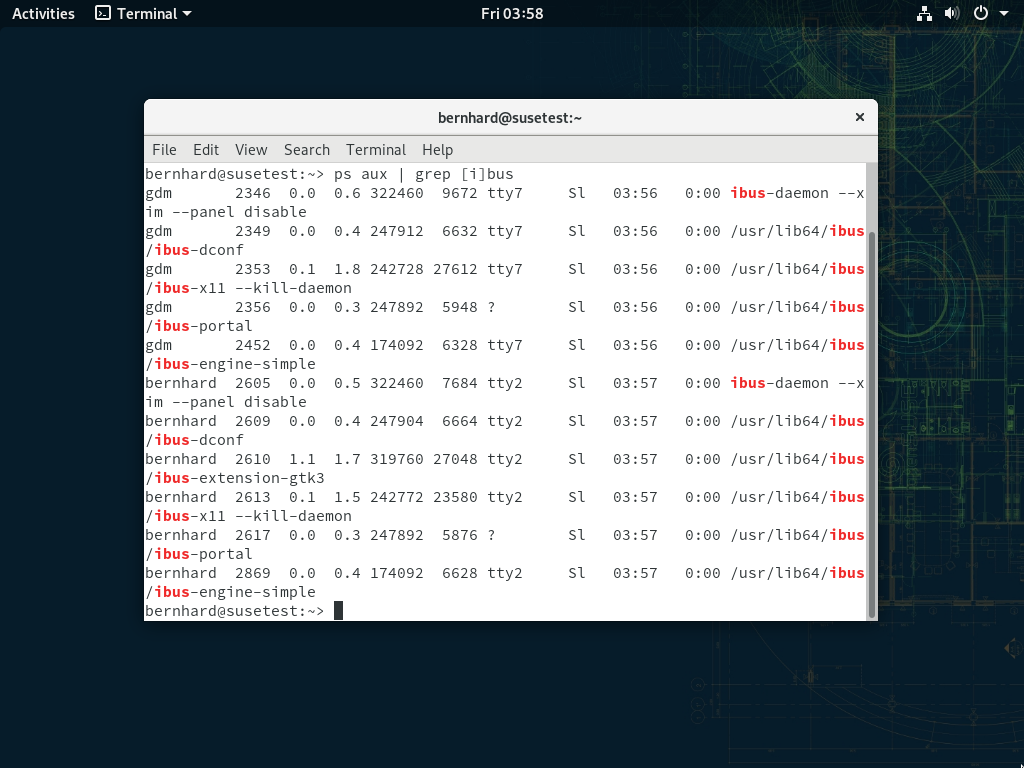 Activities Terminal Fri 03:58
bernhard@susetest:~ ×
File Edit View Search Terminal Help
bernhard@susetest:~> ps aux | grep [i]bus
gdm       2346  0.0  0.6 322460  9672 tty7     Sl   03:56   0:00 ibus-daemon --x
im --panel disable
gdm       2349  0.0  0.4 247912  6632 tty7     Sl   03:56   0:00 /usr/lib64/ibus
/ibus-dconf
gdm       2353  0.1  1.8 242728 27612 tty7     Sl   03:56   0:00 /usr/lib64/ibus
/ibus-x11 --kill-daemon
gdm       2356  0.0  0.3 247892  5948 ?        Sl   03:56   0:00 /usr/lib64/ibus
/ibus-portal
gdm       2452  0.0  0.4 174092  6328 tty7     Sl   03:56   0:00 /usr/lib64/ibus
/ibus-engine-simple
bernhard  2605  0.0  0.5 322460  7684 tty2     Sl   03:57   0:00 ibus-daemon --x
im --panel disable
bernhard  2609  0.0  0.4 247904  6664 tty2     Sl   03:57   0:00 /usr/lib64/ibus
/ibus-dconf
bernhard  2610  1.1  1.7 319760 27048 tty2     Sl   03:57   0:00 /usr/lib64/ibus
/ibus-extension-gtk3
bernhard  2613  0.1  1.5 242772 23580 tty2     Sl   03:57   0:00 /usr/lib64/ibus
/ibus-x11 --kill-daemon
bernhard  2617  0.0  0.3 247892  5876 ?        Sl   03:57   0:00 /usr/lib64/ibus
/ibus-portal
bernhard  2869  0.0  0.4 174092  6628 tty2     Sl   03:57   0:00 /usr/lib64/ibus
/ibus-engine-simple
bernhard@susetest:~>